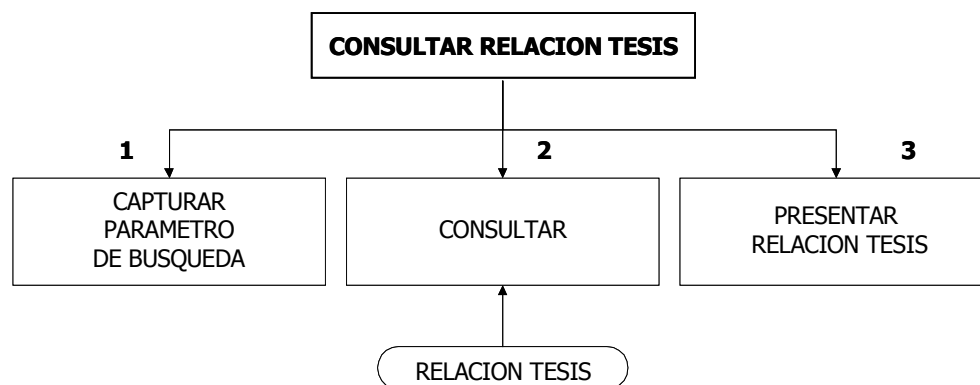 CONSULTAR RELACION TESIS
1
2
3
CAPTURAR
PARAMETRO
DE BUSQUEDA
CONSULTAR
PRESENTAR
RELACION TESIS
RELACION TESIS